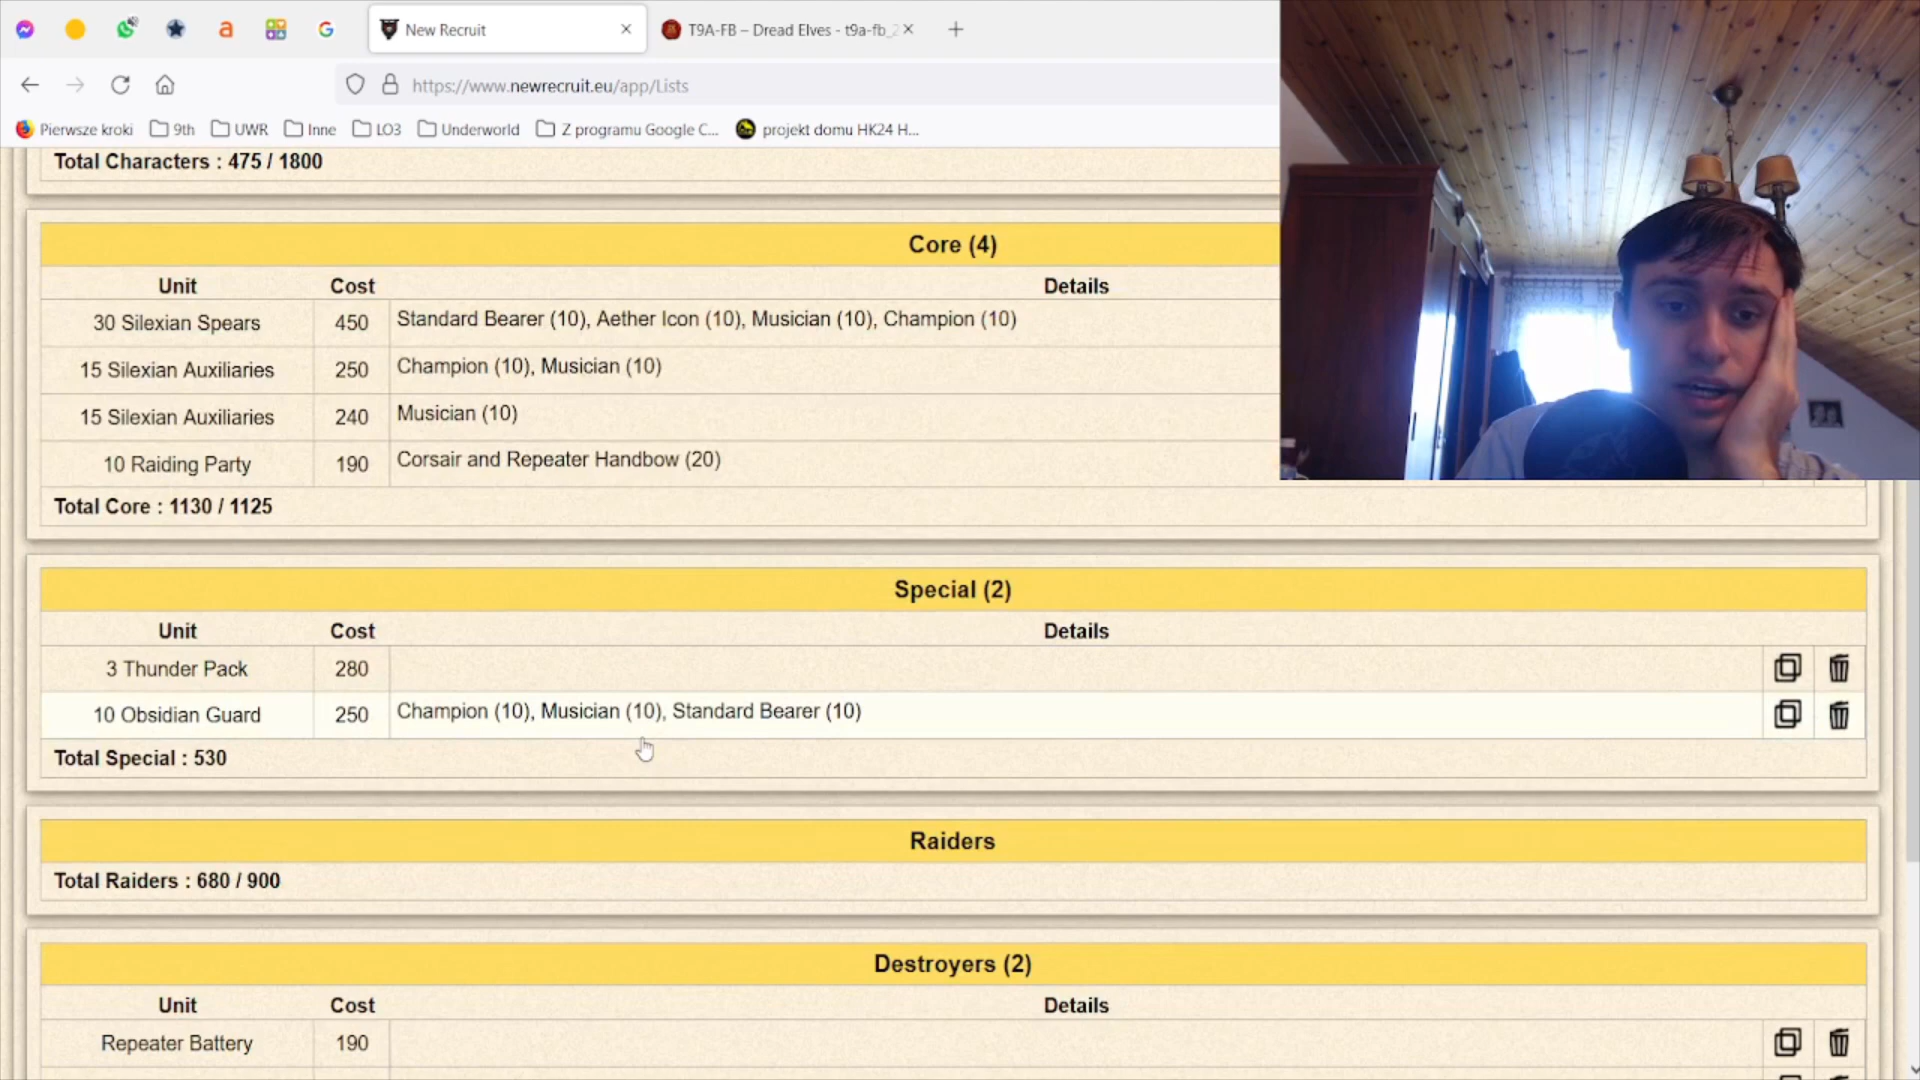 New Recruit
T9A-FB – Dread Elves - t9a-fb_2
https://www.newrecruit.eu/app/Lists
Pierwsze kroki
9th
UWR
Inne
LO3
Underworld
Z programu Google C...
projekt domu HK24 H...
Total Characters : 475 / 1800
Core (4)
Unit Cost Details
30 Silexian Spears 450 Standard Bearer (10), Aether Icon (10), Musician (10), Champion (10)
15 Silexian Auxiliaries 250 Champion (10), Musician (10)
15 Silexian Auxiliaries 240 Musician (10)
10 Raiding Party 190 Corsair and Repeater Handbow (20)
Total Core : 1130 / 1125
Special (2)
Unit Cost Details
3 Thunder Pack 280
10 Obsidian Guard 250 Champion (10), Musician (10), Standard Bearer (10)
Total Special : 530
Raiders
Total Raiders : 680 / 900
Destroyers (2)
Unit Cost Details
Repeater Battery 190